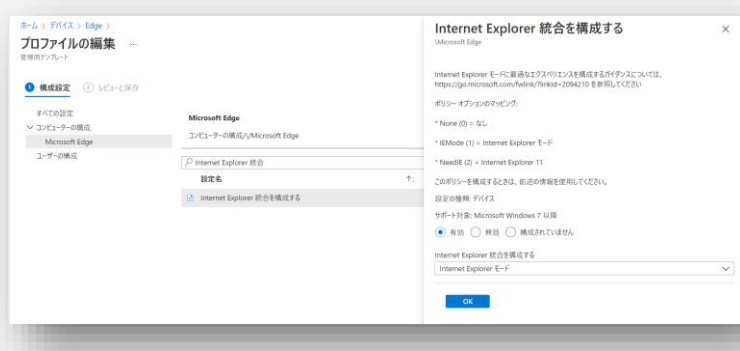 ホーム > デバイス > Edge >
プロファイルの編集 …
管理用テンプレート
1 構成設定 2 レビューと保存
すべての設定
コンピューターの構成
Microsoft Edge
ユーザーの構成
Microsoft Edge
コンピューターの構成/\/Microsoft Edge
Internet Explorer 統合
設定名 ↑↓
Internet Explorer 統合を構成する
Internet Explorer 統合を構成する ×
\Microsoft Edge
Internet Explorer モードに最適なエクスペリエンスを構成するガイダンスについては、
https://go.microsoft.com/fwlink/?linkid=2094210 を参照してください
ポリシー オプションのマッピング:
* None (0) = なし
* IEMode (1) = Internet Explorer モード
* NeedIE (2) = Internet Explorer 11
このポリシーを構成するときは、前述の情報を使用してください。
設定の種類: デバイス
サポート対象: Microsoft Windows 7 以降
有効 無効 構成されていません
Internet Explorer 統合を構成する
Internet Explorer モード
OK